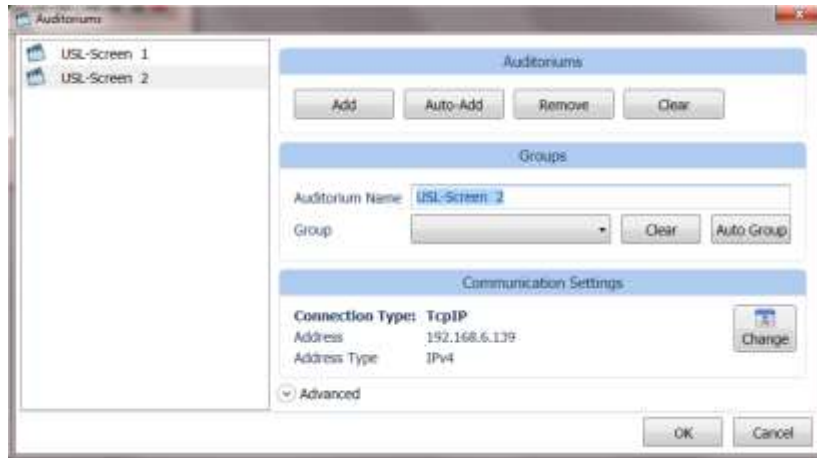 Auditoriums
USL-Screen 1
USL-Screen 2
Auditoriums
Add Auto-Add Remove Clear
Groups
Auditorium Name USL-Screen 2
Group Clear Auto Group
Communication Settings
Connection Type: TcpIP
Address 192.168.6.139
Address Type IPv4
Change
Advanced
OK Cancel